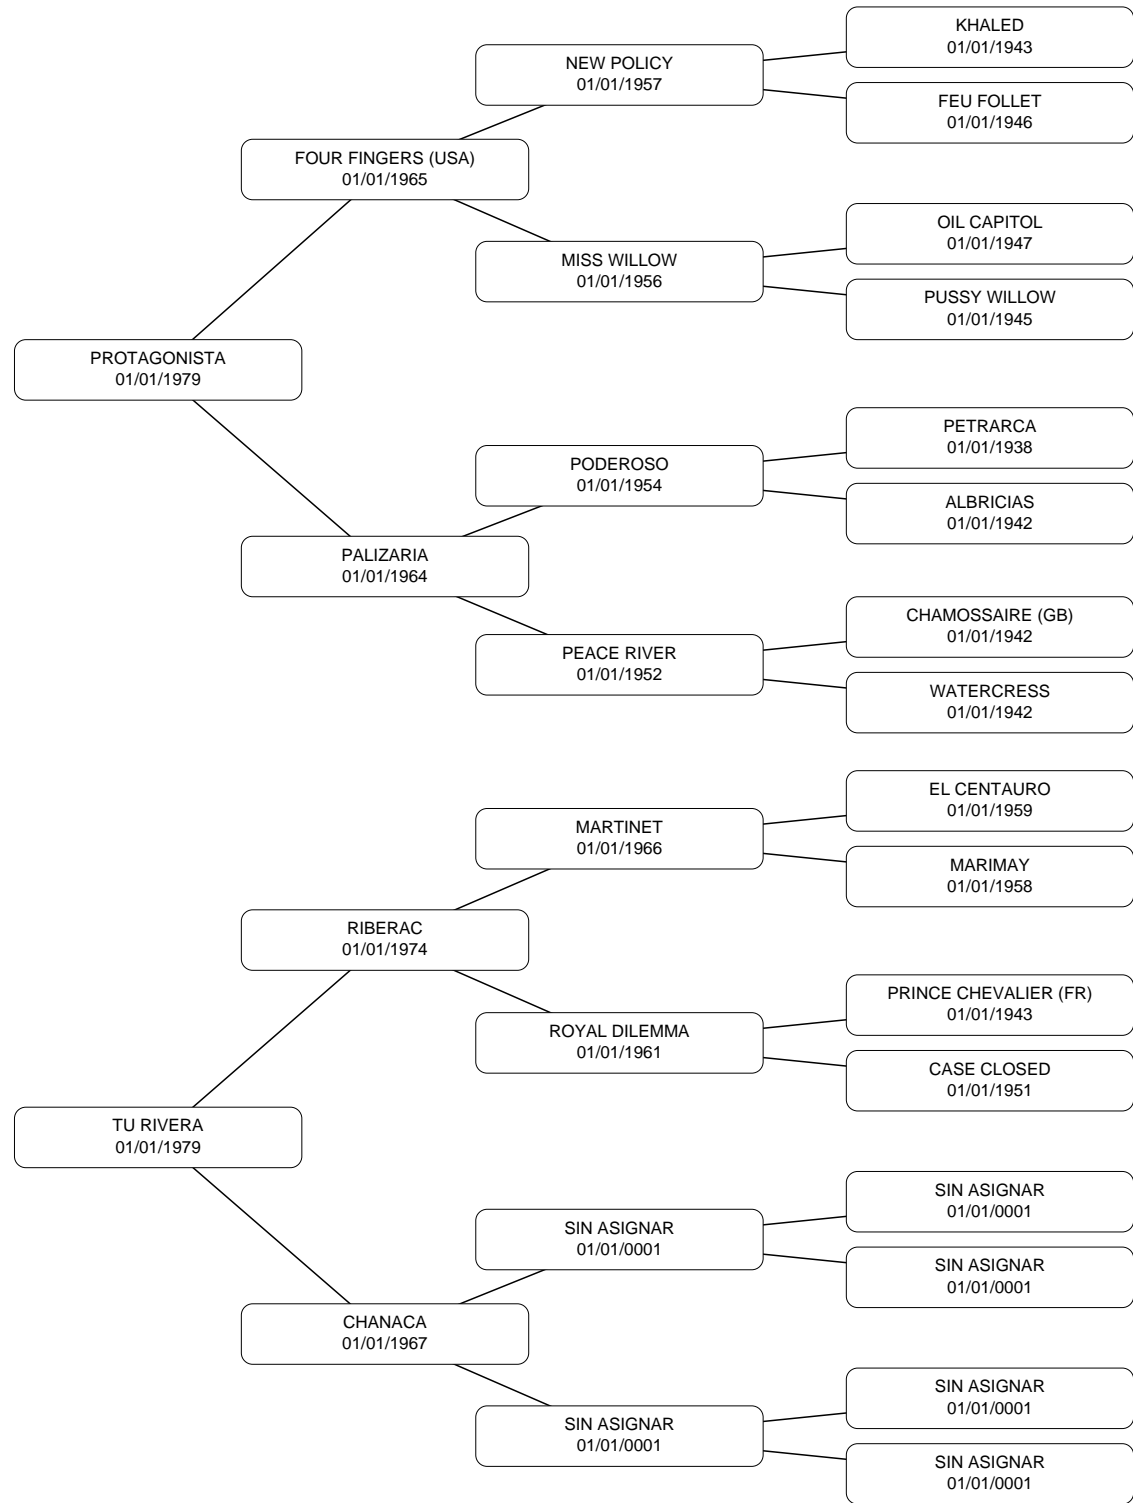 KHALED
01/01/1943
NEW POLICY
01/01/1957
FEU FOLLET
01/01/1946
FOUR FINGERS (USA)
01/01/1965
OIL CAPITOL
01/01/1947
MISS WILLOW
01/01/1956
PUSSY WILLOW
01/01/1945
PROTAGONISTA
01/01/1979
PETRARCA
01/01/1938
PODEROSO
01/01/1954
ALBRICIAS
01/01/1942
PALIZARIA
01/01/1964
CHAMOSSAIRE (GB)
01/01/1942
PEACE RIVER
01/01/1952
WATERCRESS
01/01/1942
EL CENTAURO
01/01/1959
MARTINET
01/01/1966
MARIMAY
01/01/1958
RIBERAC
01/01/1974
PRINCE CHEVALIER (FR)
01/01/1943
ROYAL DILEMMA
01/01/1961
CASE CLOSED
01/01/1951
TU RIVERA
01/01/1979
SIN ASIGNAR
01/01/0001
SIN ASIGNAR
01/01/0001
SIN ASIGNAR
01/01/0001
CHANACA
01/01/1967
SIN ASIGNAR
01/01/0001
SIN ASIGNAR
01/01/0001
SIN ASIGNAR
01/01/0001